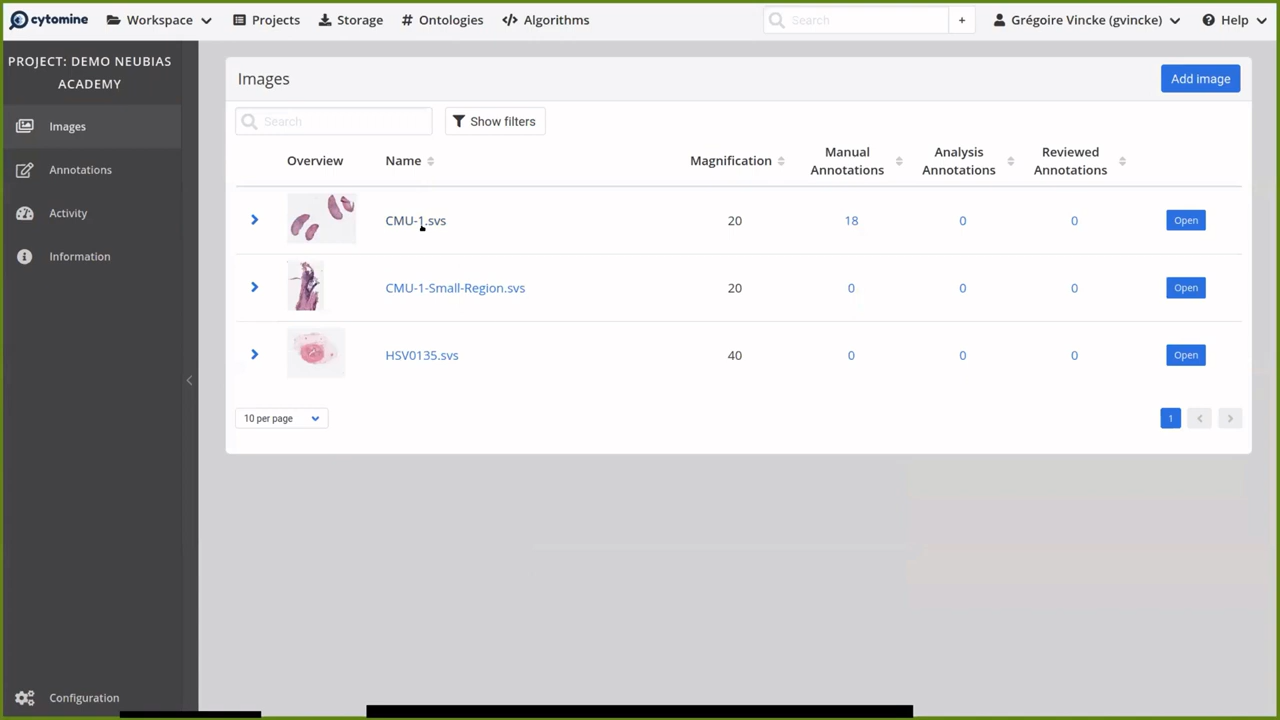 cytomine Workspace Projects Storage Ontologies Algorithms Search + Grégoire Vincke (gvincke) Help
PROJECT: DEMO NEUBIAS
ACADEMY
Images
Annotations
Activity
Information
Configuration
Images Add image
Search Show filters
Overview Name Magnification Manual Annotations Analysis Annotations Reviewed Annotations
CMU-1.svs 20 18 0 0 Open
CMU-1-Small-Region.svs 20 0 0 0 Open
HSV0135.svs 40 0 0 0 Open
10 per page 1